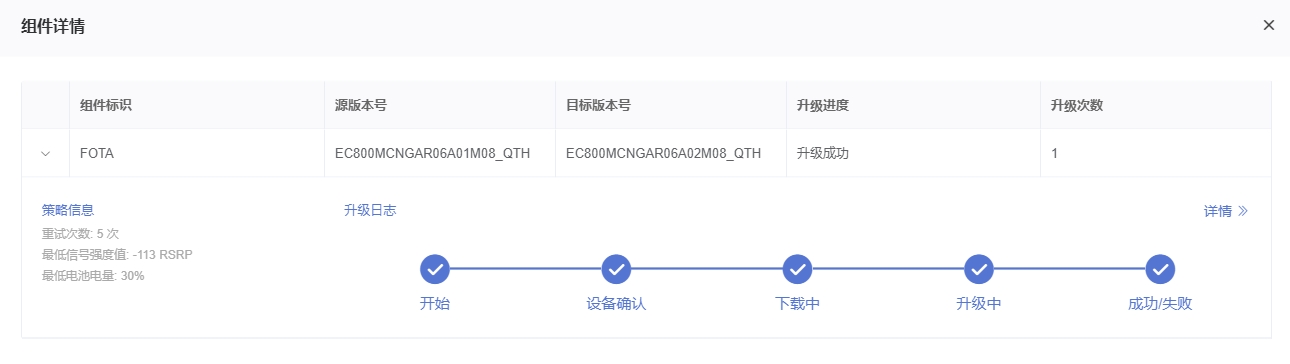 组件详情
组件标识 源版本号 目标版本号 升级进度 升级次数
FOTA EC800MCNGAR06A01M08_QTH EC800MCNGAR06A02M08_QTH 升级成功 1
策略信息 升级日志 详情
重试次数: 5 次
最低信号强度值: -113 RSRP
最低电池电量: 30%
开始 设备确认 下载中 升级中 成功/失败